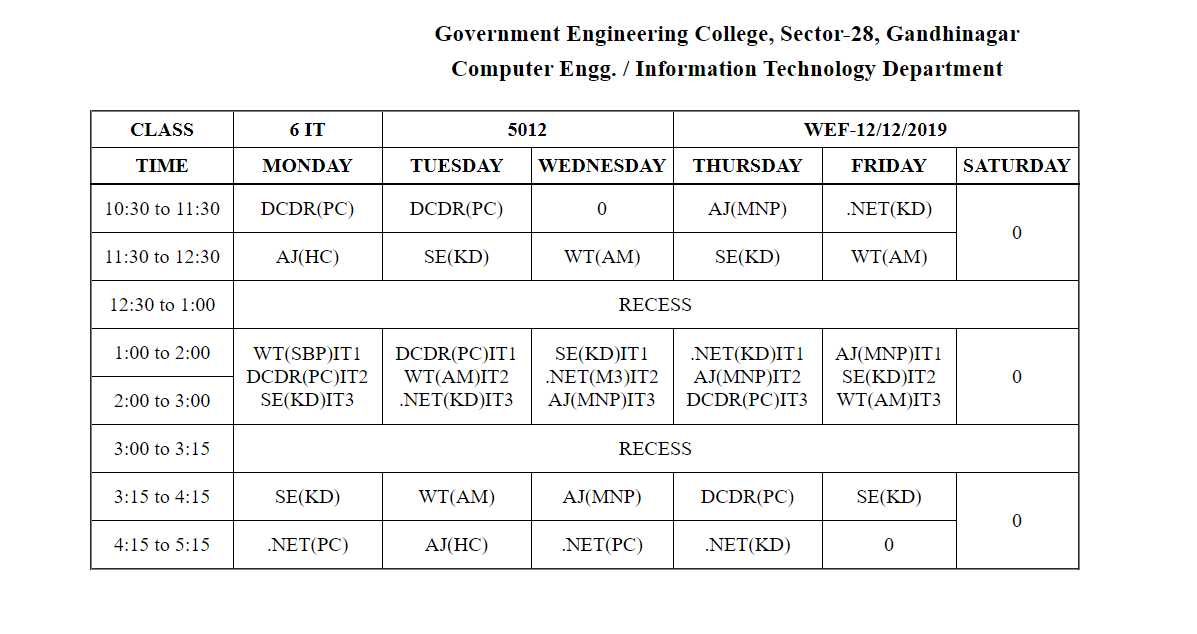 Government Engineering College, Sector-28, Gandhinagar
Computer Engg. / Information Technology Department
CLASS 6 IT 5012 WEF-12/12/2019
TIME MONDAY TUESDAY WEDNESDAY THURSDAY FRIDAY SATURDAY
10:30 to 11:30 DCDR(PC) DCDR(PC) 0 AJ(MNP) .NET(KD)
0
11:30 to 12:30 AJ(HC) SE(KD) WT(AM) SE(KD) WT(AM)
12:30 to 1:00 RECESS
1:00 to 2:00 WT(SBP)IT1 DCDR(PC)IT1 SE(KD)IT1 .NET(KD)IT1 AJ(MNP)IT1
DCDR(PC)IT2 WT(AM)IT2 .NET(M3)IT2 AJ(MNP)IT2 SE(KD)IT2 0
2:00 to 3:00 SE(KD)IT3 .NET(KD)IT3 AJ(MNP)IT3 DCDR(PC)IT3 WT(AM)IT3
3:00 to 3:15 RECESS
3:15 to 4:15 SE(KD) WT(AM) AJ(MNP) DCDR(PC) SE(KD)
0
4:15 to 5:15 .NET(PC) AJ(HC) .NET(PC) .NET(KD) 0